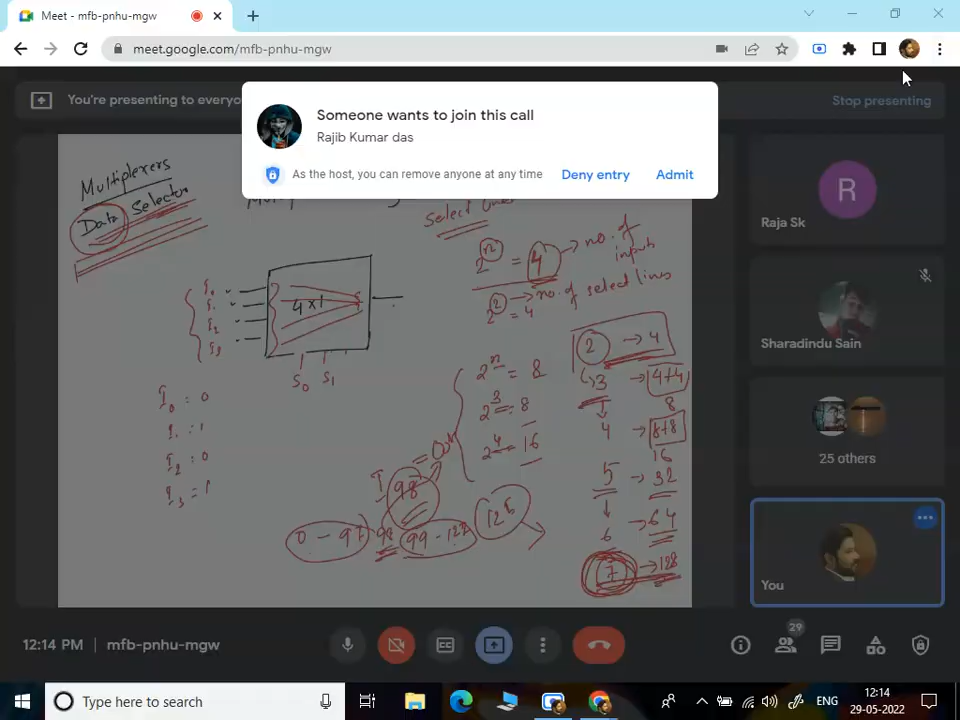 Meet - mfb-pnhu-mgw
meet.google.com/mfb-pnhu-mgw
You're presenting to everyo
Stop presenting
Someone wants to join this call
Rajib Kumar das
As the host, you can remove anyone at any time
Deny entry
Admit
Multiplexers
Data Selector
Select lines
2^n = 4 → no. of inputs
2^2 → no. of select lines
2^2 = 4
I0
I1
I2
I3
4x1
S0 S1
I0 = 0
I1 = 1
I2 = 0
I3 = 1
2^n = 8
2^3 = 8
2^4 = 16
2 → 4
3 → 4+4
8
4 → 8+8
16
5 → 32
6 → 64
7 → 128
I98 = 0
0 - 97 98 99 - 127 128
Raja Sk
R
Sharadindu Sain
25 others
You
12:14 PM | mfb-pnhu-mgw
29
Type here to search
ENG
12:14
29-05-2022